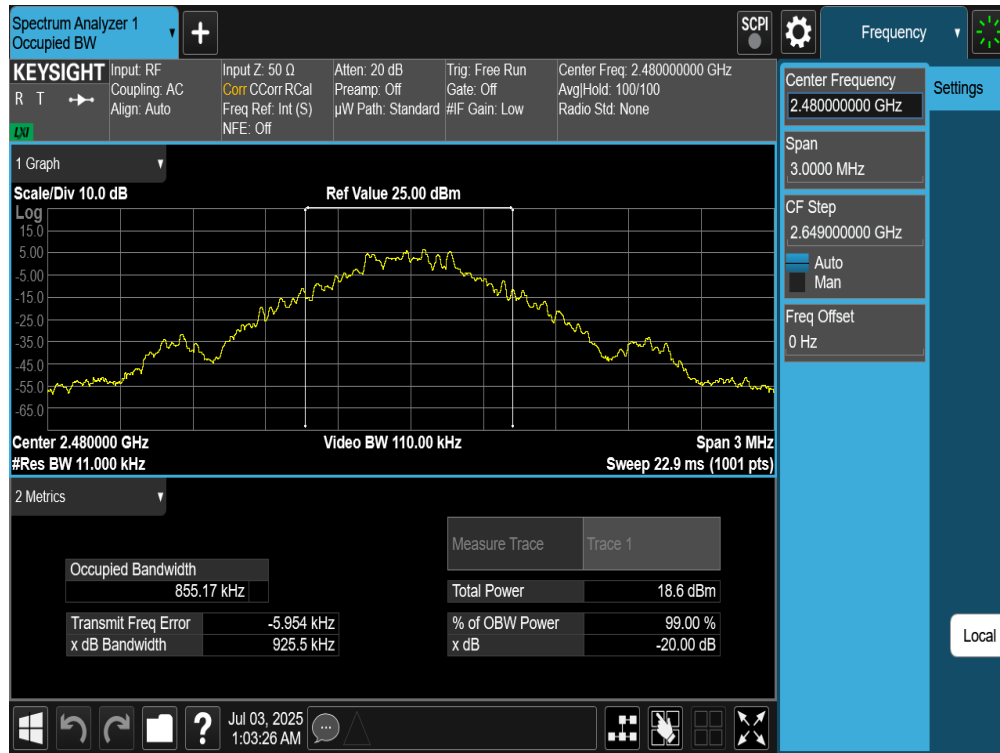 Spectrum Analyzer 1
Occupied BW
+
SCPI
Frequency
KEYSIGHT
R T
LXI
Input: RF
Coupling: AC
Align: Auto
Input Z: 50 Ω
Corr CCorr RCal
Freq Ref: Int (S)
NFE: Off
Atten: 20 dB
Preamp: Off
µW Path: Standard
Trig: Free Run
Gate: Off
#IF Gain: Low
Center Freq: 2.480000000 GHz
Avg|Hold: 100/100
Radio Std: None
Center Frequency
2.480000000 GHz
Settings
Span
3.0000 MHz
CF Step
2.649000000 GHz
Auto
Man
Freq Offset
0 Hz
Local
1 Graph
Scale/Div 10.0 dB
Ref Value 25.00 dBm
Log
15.0
5.00
-5.00
-15.0
-25.0
-35.0
-45.0
-55.0
-65.0
Center 2.480000 GHz
Video BW 110.00 kHz
Span 3 MHz
#Res BW 11.000 kHz
Sweep 22.9 ms (1001 pts)
2 Metrics
Measure Trace
Trace 1
Occupied Bandwidth
855.17 kHz
Total Power
18.6 dBm
Transmit Freq Error
-5.954 kHz
% of OBW Power
99.00 %
x dB Bandwidth
925.5 kHz
x dB
-20.00 dB
?
Jul 03, 2025
1:03:26 AM